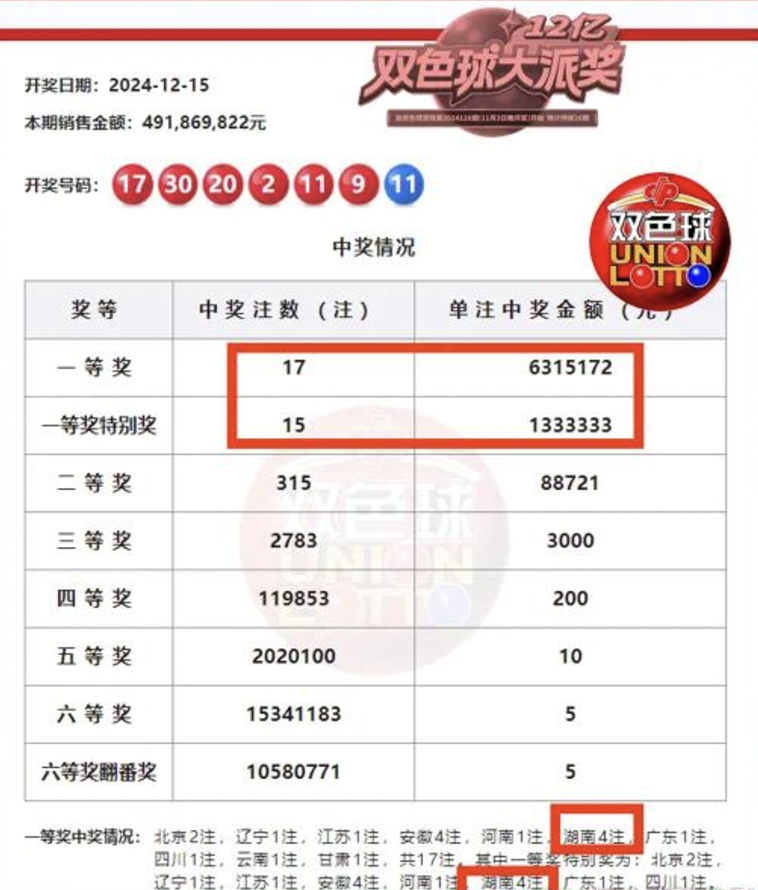 12亿
双色球大派奖
开奖日期：2024-12-15
本期销售金额：491,869,822元
开奖号码：17 30 20 2 11 9 11
双色球
UNION
LOTTO
中奖情况
奖等 中奖注数（注） 单注中奖金额（元）
一等奖 17 6315172
一等奖特别奖 15 1333333
二等奖 315 88721
三等奖 2783 3000
四等奖 119853 200
五等奖 2020100 10
六等奖 15341183 5
六等奖翻番奖 10580771 5
双色球
UNION
LOTTO
一等奖中奖情况：北京2注，辽宁1注，江苏1注，安徽4注，河南1注，湖南4注，广东1注，
四川1注，云南1注，甘肃1注，共17注，其中一等奖特别奖为：北京2注，
辽宁1注，江苏1注，安徽4注，河南1注，湖南4注，广东1注，四川1注，